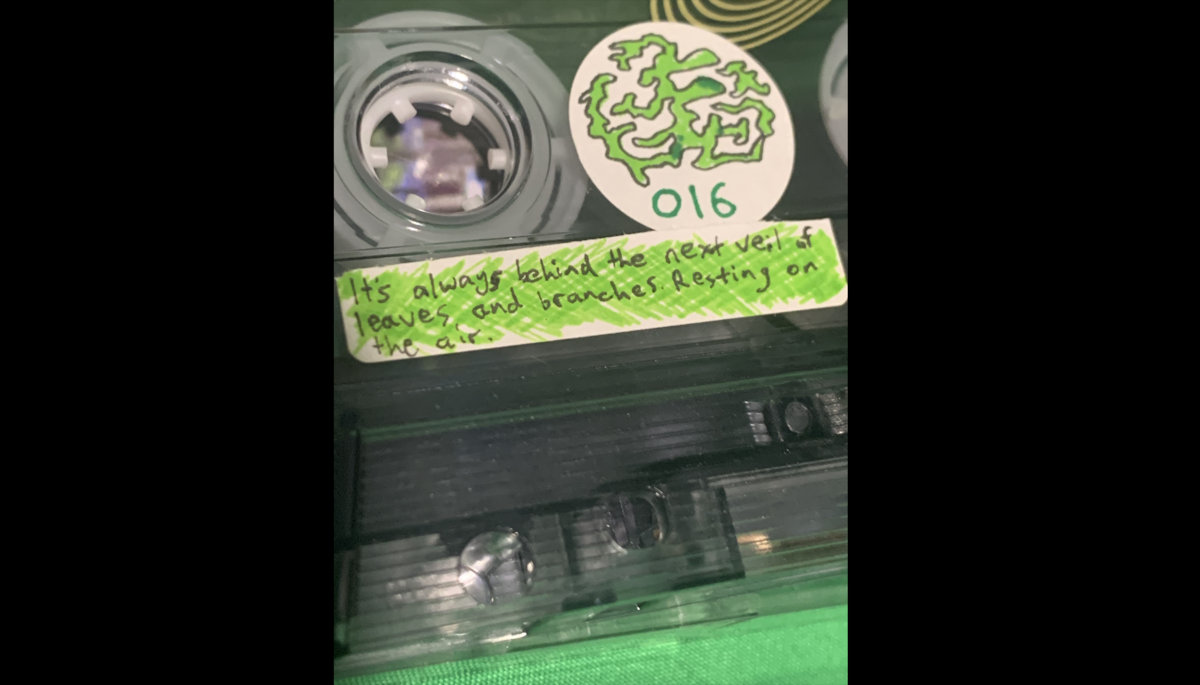 016
It's always behind the next veil of
leaves and branches. Resting on
the air.